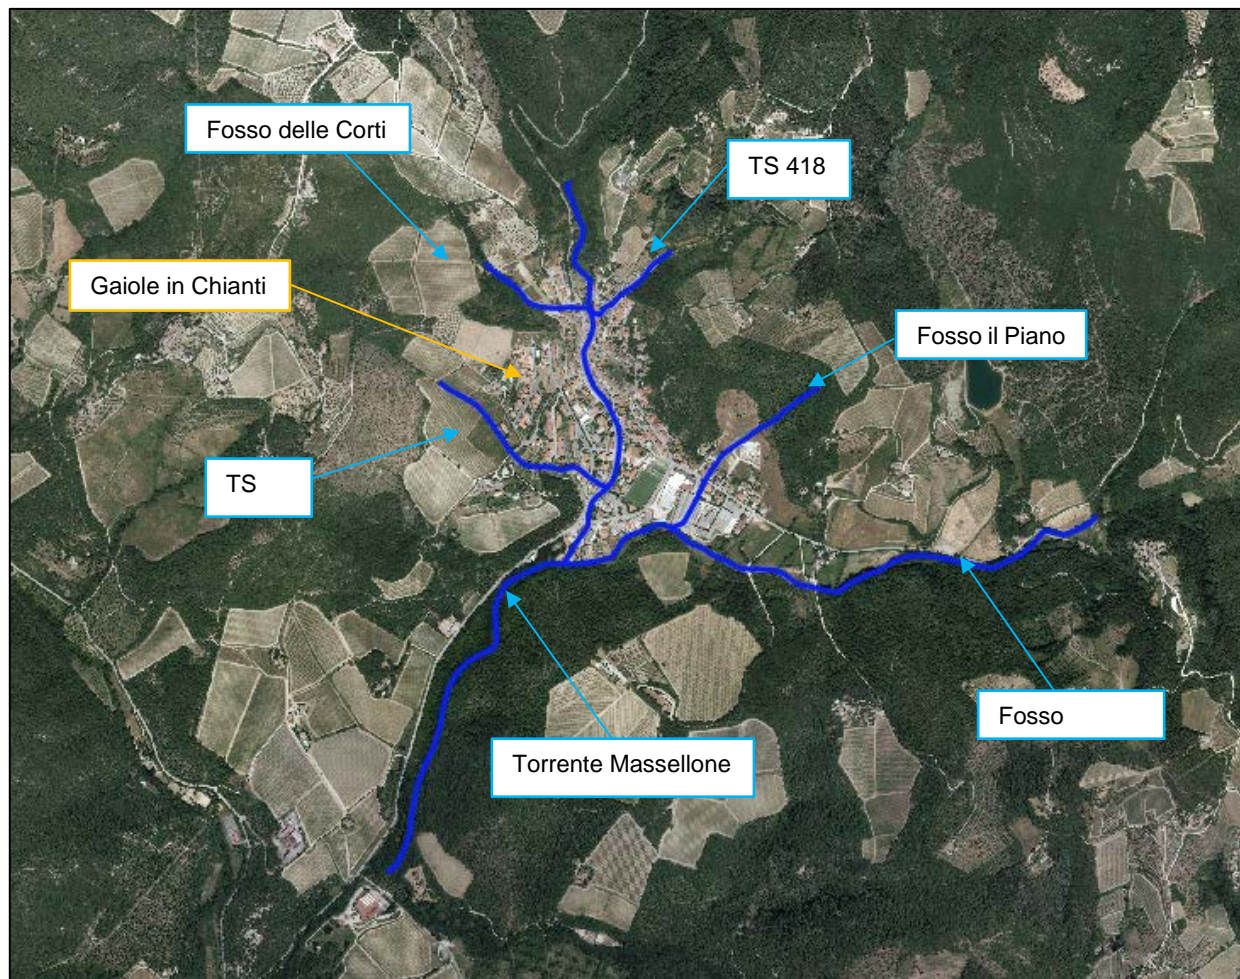 Fosso delle Corti
TS 418
Gaiole in Chianti
Fosso il Piano
TS
Fosso
Torrente Massellone